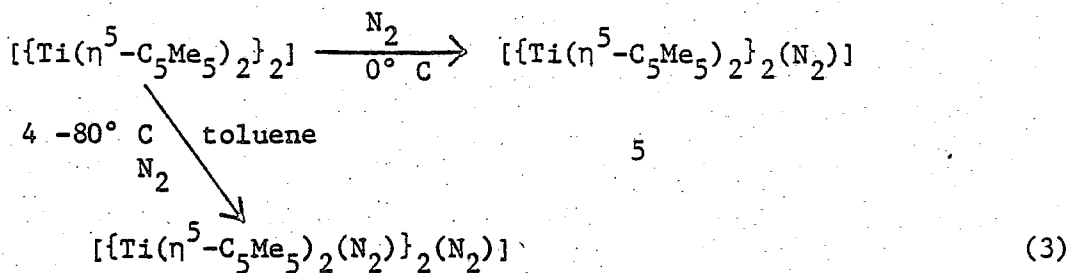 N₂
[{Ti(η⁵-C₅Me₅)₂}₂] ⟶ [{Ti(η⁵-C₅Me₅)₂}₂(N₂)]
0° C
4 -80° C toluene
5
N₂
[{Ti(η⁵-C₅Me₅)₂(N₂)}₂(N₂)] (3)